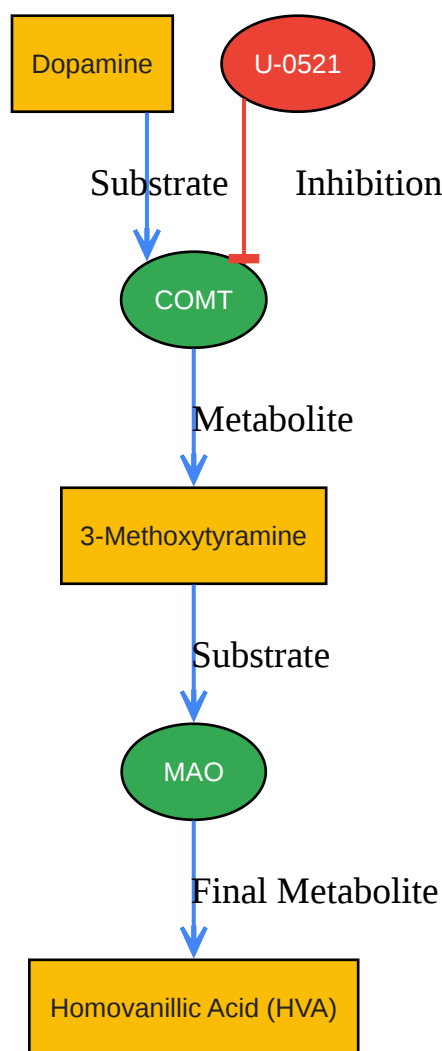 Dopamine
U-0521
Substrate
Inhibition
COMT
Metabolite
3-Methoxytyramine
Substrate
MAO
Final Metabolite
Homovanillic Acid (HVA)